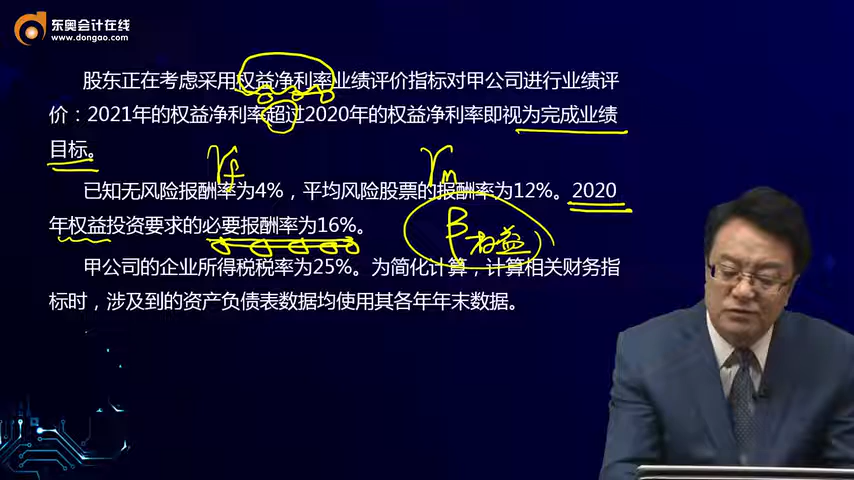 东奥会计在线
www.dongao.com
股东正在考虑采用权益净利率业绩评价指标对甲公司进行业绩评
价：2021年的权益净利率超过2020年的权益净利率即视为完成业绩
目标。
rf
rm
已知无风险报酬率为4%，平均风险股票的报酬率为12%。2020
年权益投资要求的必要报酬率为16%。
β权益
甲公司的企业所得税税率为25%。为简化计算，计算相关财务指
标时，涉及到的资产负债表数据均使用其各年年末数据。